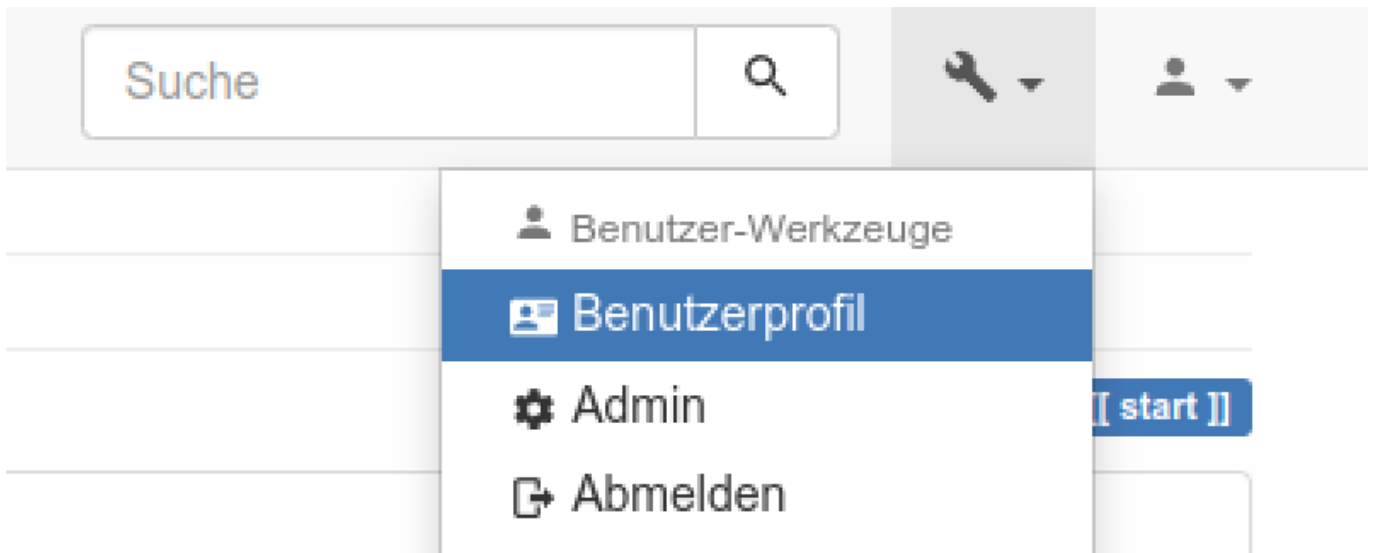 Suche
Benutzer-Werkzeuge
Benutzerprofil
Admin
[[ start ]]
Abmelden